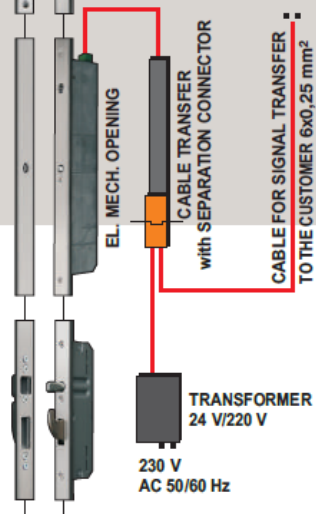 EL. MECH. OPENING
CABLE TRANSFER
with SEPARATION CONNECTOR
CABLE FOR SIGNAL TRANSFER
TO THE CUSTOMER 6x0,25 mm²
TRANSFORMER
24 V/220 V
230 V
AC 50/60 Hz